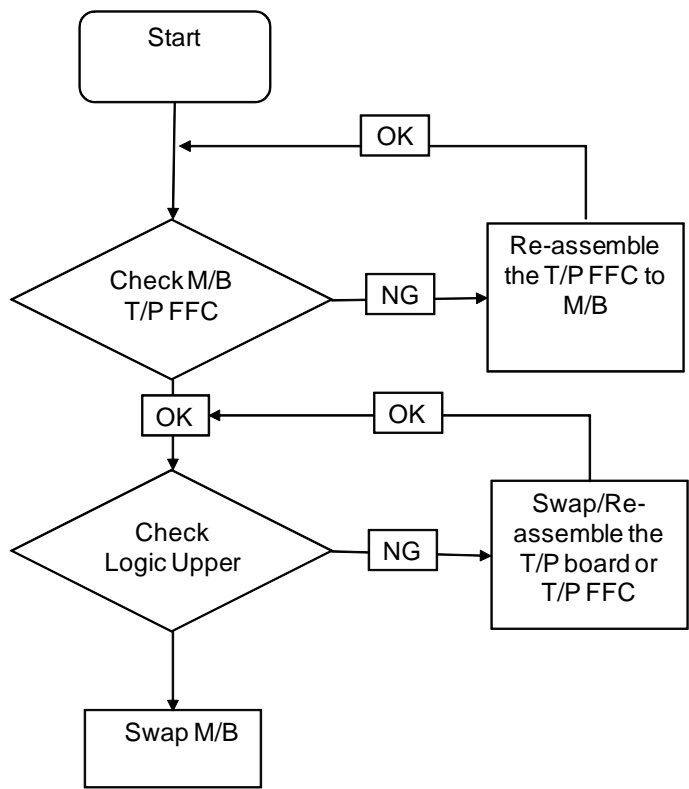 Start
OK
Check M/B
T/P FFC
NG
Re-assemble
the T/P FFC to
M/B
OK
OK
Check
Logic Upper
NG
Swap/Re-
assemble the
T/P board or
T/P FFC
Swap M/B